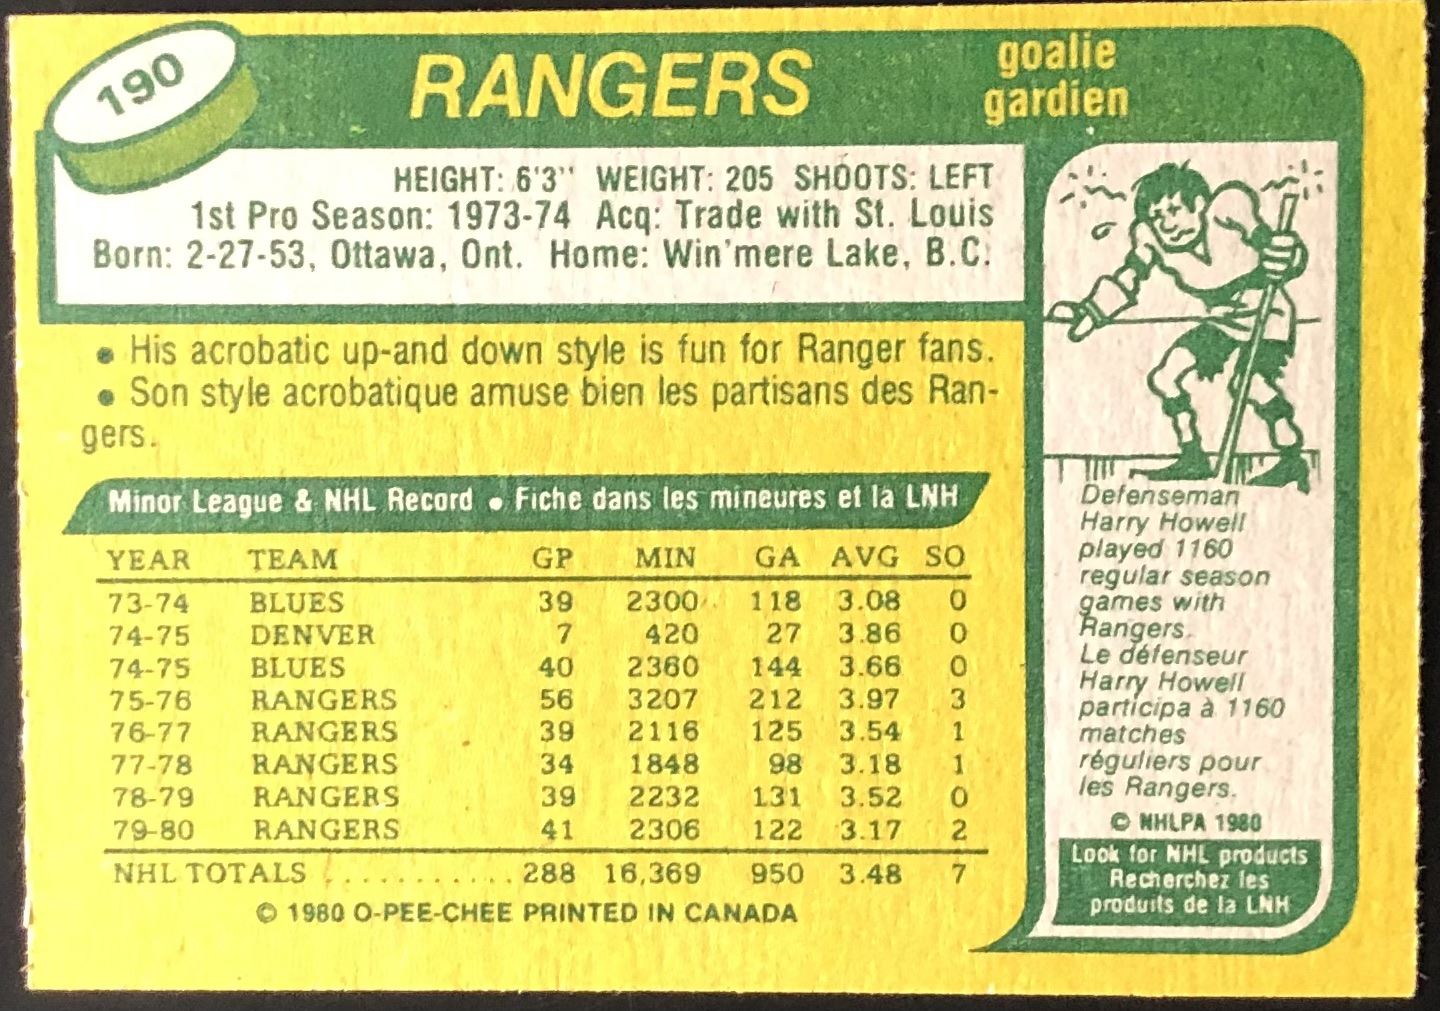 190
RANGERS
goalie
gardien
HEIGHT: 6'3" WEIGHT: 205 SHOOTS: LEFT
1st Pro Season: 1973-74 Acq: Trade with St. Louis
Born: 2-27-53, Ottawa, Ont. Home: Win'mere Lake, B.C.
• His acrobatic up-and down style is fun for Ranger fans.
• Son style acrobatique amuse bien les partisans des Ran-
gers.
Minor League & NHL Record • Fiche dans les mineures et la LNH
YEAR TEAM GP MIN GA AVG SO
73-74 BLUES 39 2300 118 3.08 0
74-75 DENVER 7 420 27 3.86 0
74-75 BLUES 40 2360 144 3.66 0
75-76 RANGERS 56 3207 212 3.97 3
76-77 RANGERS 39 2116 125 3.54 1
77-78 RANGERS 34 1848 98 3.18 1
78-79 RANGERS 39 2232 131 3.52 0
79-80 RANGERS 41 2306 122 3.17 2
NHL TOTALS ............ 288 16,369 950 3.48 7
© 1980 O-PEE-CHEE PRINTED IN CANADA
Defenseman
Harry Howell
played 1160
regular season
games with
Rangers.
Le défenseur
Harry Howell
participa à 1160
matches
réguliers pour
les Rangers.
© NHLPA 1980
Look for NHL products
Recherchez les
produits de la LNH